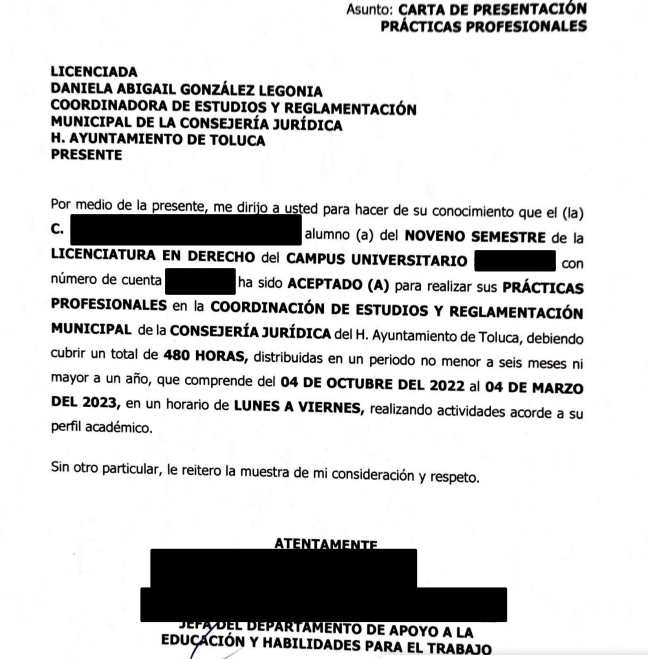 Asunto: CARTA DE PRESENTACIÓN
PRÁCTICAS PROFESIONALES
LICENCIADA
DANIELA ABIGAIL GONZÁLEZ LEGONIA
COORDINADORA DE ESTUDIOS Y REGLAMENTACIÓN
MUNICIPAL DE LA CONSEJERÍA JURÍDICA
H. AYUNTAMIENTO DE TOLUCA
PRESENTE
Por medio de la presente, me dirijo a usted para hacer de su conocimiento que el (la)
C. alumno (a) del NOVENO SEMESTRE de la
LICENCIATURA EN DERECHO del CAMPUS UNIVERSITARIO con
número de cuenta ha sido ACEPTADO (A) para realizar sus PRÁCTICAS
PROFESIONALES en la COORDINACIÓN DE ESTUDIOS Y REGLAMENTACIÓN
MUNICIPAL de la CONSEJERÍA JURÍDICA del H. Ayuntamiento de Toluca, debiendo
cubrir un total de 480 HORAS, distribuidas en un periodo no menor a seis meses ni
mayor a un año, que comprende del 04 DE OCTUBRE DEL 2022 al 04 DE MARZO
DEL 2023, en un horario de LUNES A VIERNES, realizando actividades acorde a su
perfil académico.
Sin otro particular, le reitero la muestra de mi consideración y respeto.
ATENTAMENTE
JEFA DEL DEPARTAMENTO DE APOYO A LA
EDUCACIÓN Y HABILIDADES PARA EL TRABAJO